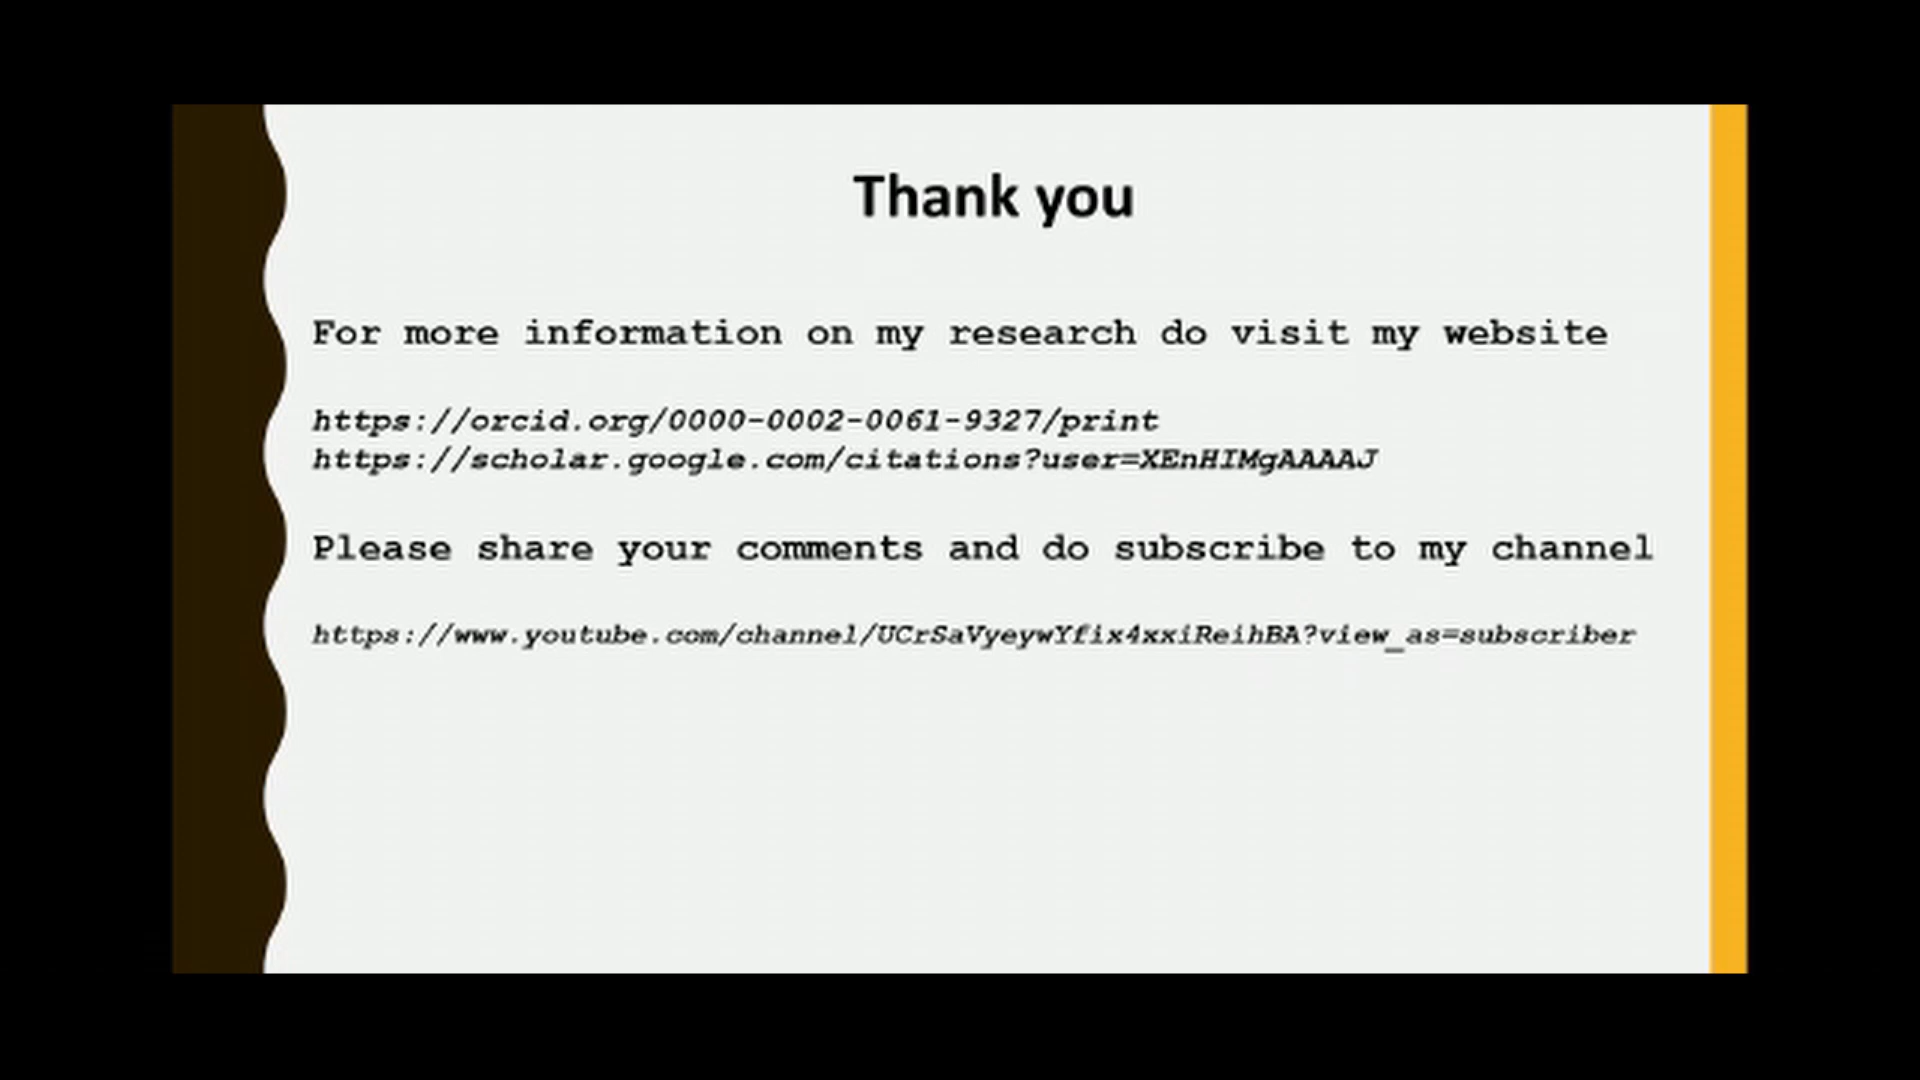 Thank you
For more information on my research do visit my website
https://orcid.org/0000-0002-0061-9327/print
https://scholar.google.com/citations?user=XEnHIMgAAAAJ
Please share your comments and do subscribe to my channel
https://www.youtube.com/channel/UCrSaVyeywYfix4xxiReihBA?view_as=subscriber